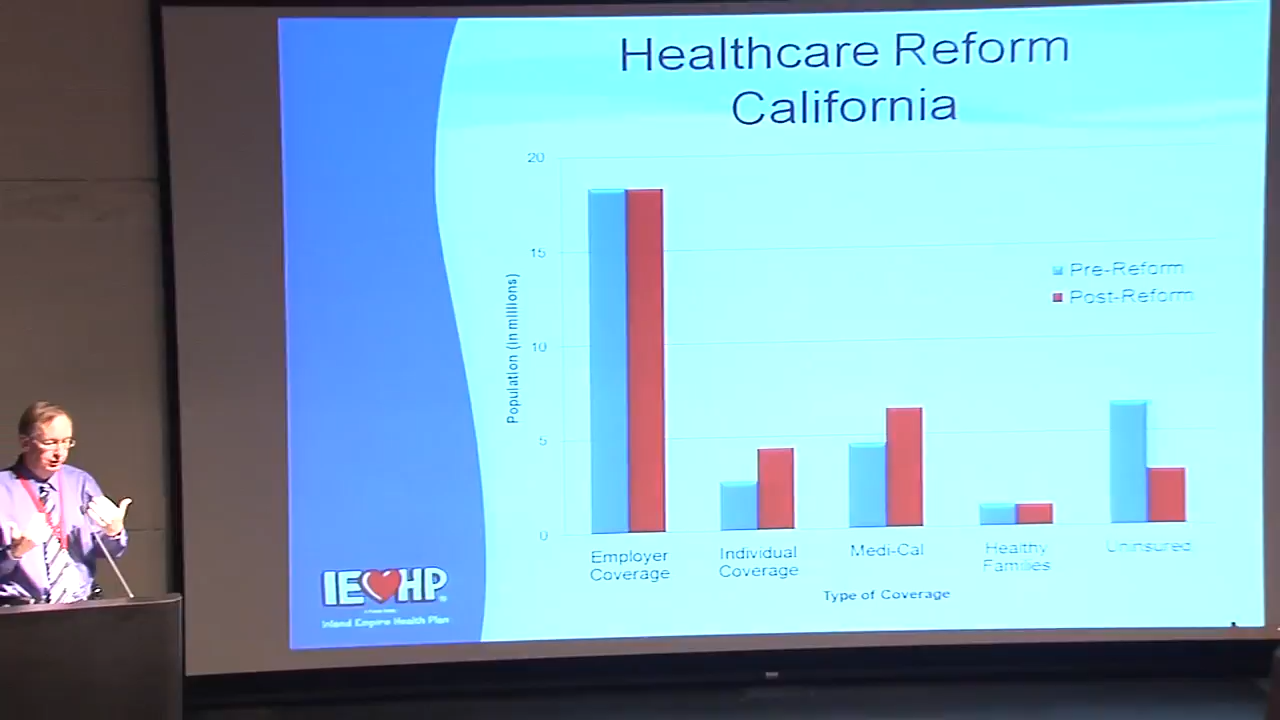 Healthcare Reform
California
20
15
10
5
0
Population (in millions)
Pre-Reform
Post-Reform
Employer
Coverage
Individual
Coverage
Medi-Cal
Healthy
Families
Uninsured
Type of Coverage
IE HP
Inland Empire Health Plan